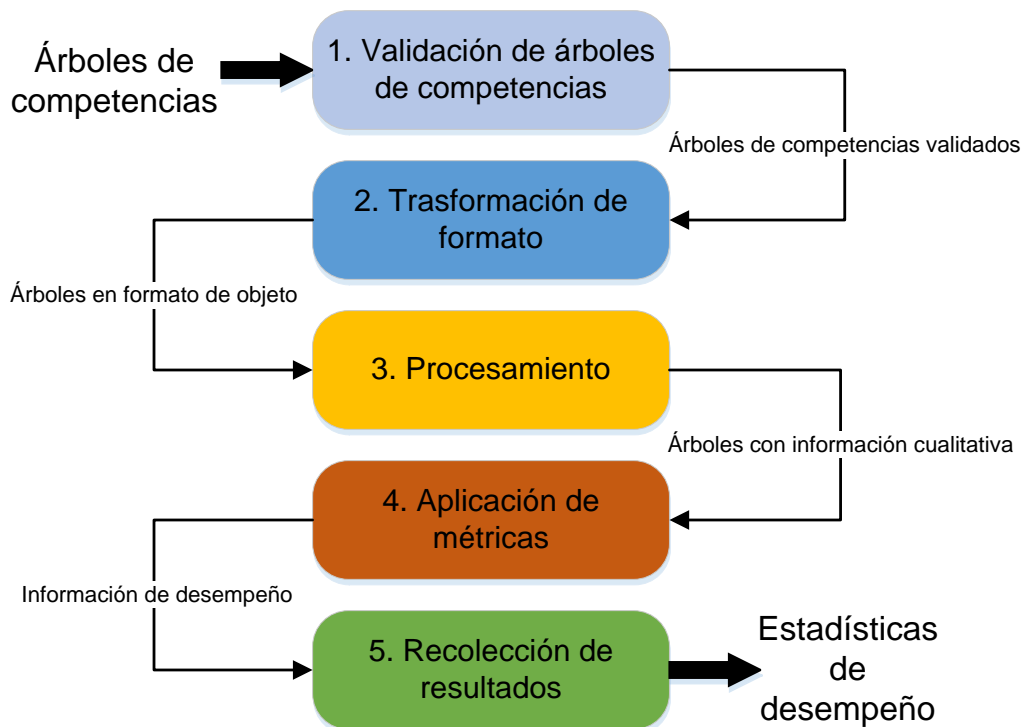 Árboles de
competencias
1. Validación de árboles
de competencias
Árboles de competencias validados
2. Trasformación de
formato
Árboles en formato de objeto
3. Procesamiento
Árboles con información cualitativa
4. Aplicación de
métricas
Información de desempeño
5. Recolección de
resultados
Estadísticas
de
desempeño